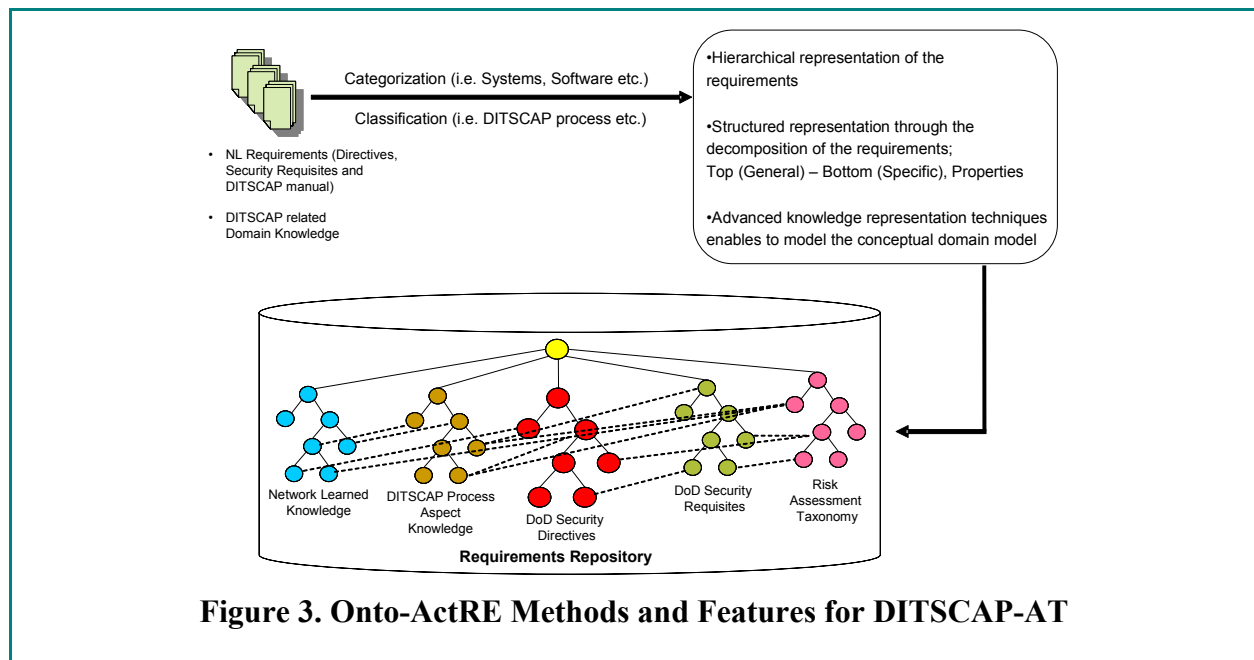 Categorization (i.e. Systems, Software etc.)
Classification (i.e. DITSCAP process etc.)
• NL Requirements (Directives,
Security Requisites and
DITSCAP manual)
• DITSCAP related
Domain Knowledge
•Hierarchical representation of the
requirements
•Structured representation through the
decomposition of the requirements;
Top (General) – Bottom (Specific), Properties
•Advanced knowledge representation techniques
enables to model the conceptual domain model
Network Learned
Knowledge
DITSCAP Process
Aspect
Knowledge
DoD Security
Directives
DoD Security
Requisites
Risk
Assessment
Taxonomy
Requirements Repository
Figure 3. Onto-ActRE Methods and Features for DITSCAP-AT